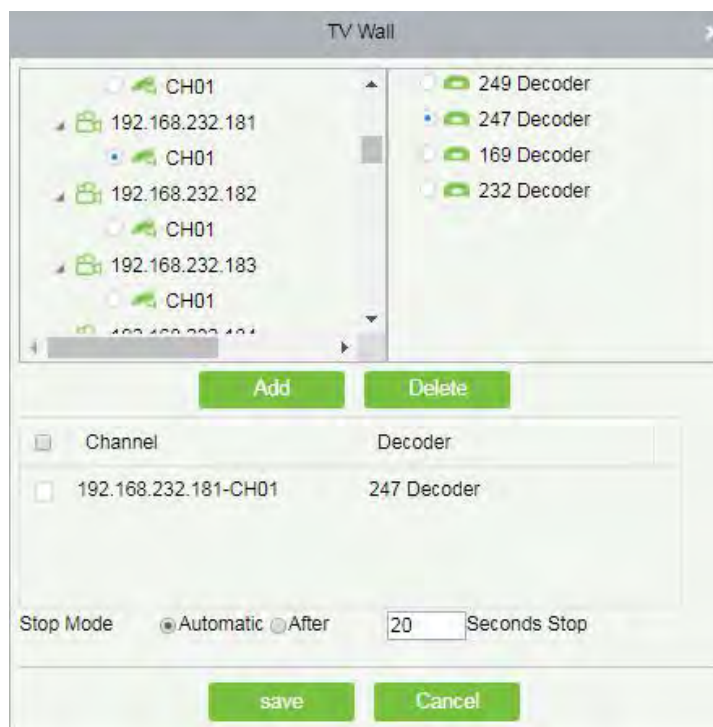 TV Wall
CH01
192.168.232.181
CH01
192.168.232.182
CH01
192.168.232.183
CH01
249 Decoder
247 Decoder
169 Decoder
232 Decoder
Add Delete
Channel Decoder
192.168.232.181-CH01 247 Decoder
Stop Mode Automatic After 20 Seconds Stop
save Cancel